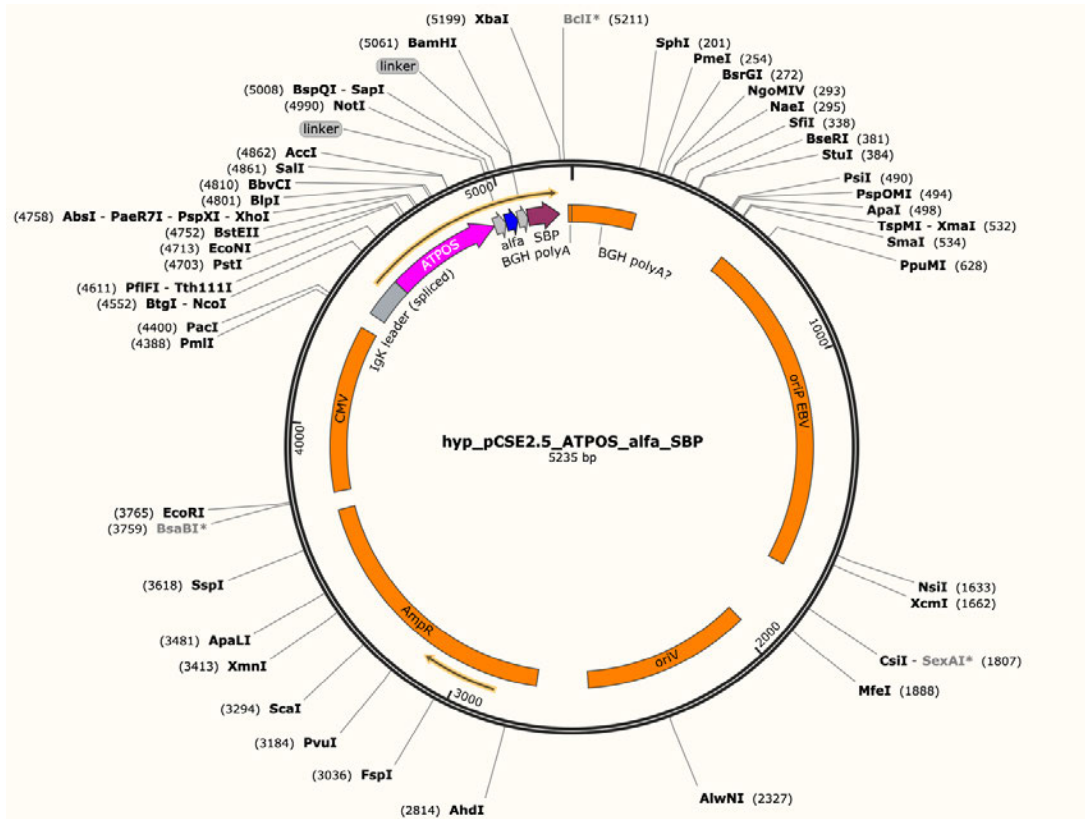 (5199) XbaI
BclI* (5211)
(5061) BamHI
SphI (201)
linker
PmeI (254)
BsrGI (272)
(5008) BspQI - SapI
NgoMIV (293)
(4990) NotI
NaeI (295)
linker
SfiI (338)
BseRI (381)
(4862) AccI
StuI (384)
(4861) SalI
(4810) BbvCI
PsiI (490)
(4801) BlpI
PspOMI (494)
(4758) AbsI - PaeR7I - PspXI - XhoI
ApaI (498)
(4752) BstEII
TspMI - XmaI (532)
(4713) EcoNI
SmaI (534)
(4703) PstI
PpuMI (628)
(4611) PflFI - Tth111I
(4552) BtgI - NcoI
(4400) PacI
(4388) PmlI
5000
ATPOS
alfa
SBP
BGH polyA
BGH polyA?
IgK leader (spliced)
1000
CMV
oriP EBV
4000
hyp_pCSE2.5_ATPOS_alfa_SBP
5235 bp
(3765) EcoRI
(3759) BsaBI*
(3618) SspI
NsiI (1633)
XcmI (1662)
AmpR
(3481) ApaLI
2000
oriV
CsiI - SexAI* (1807)
(3413) XmnI
MfeI (1888)
3000
(3294) ScaI
(3184) PvuI
(3036) FspI
AlwNI (2327)
(2814) AhdI